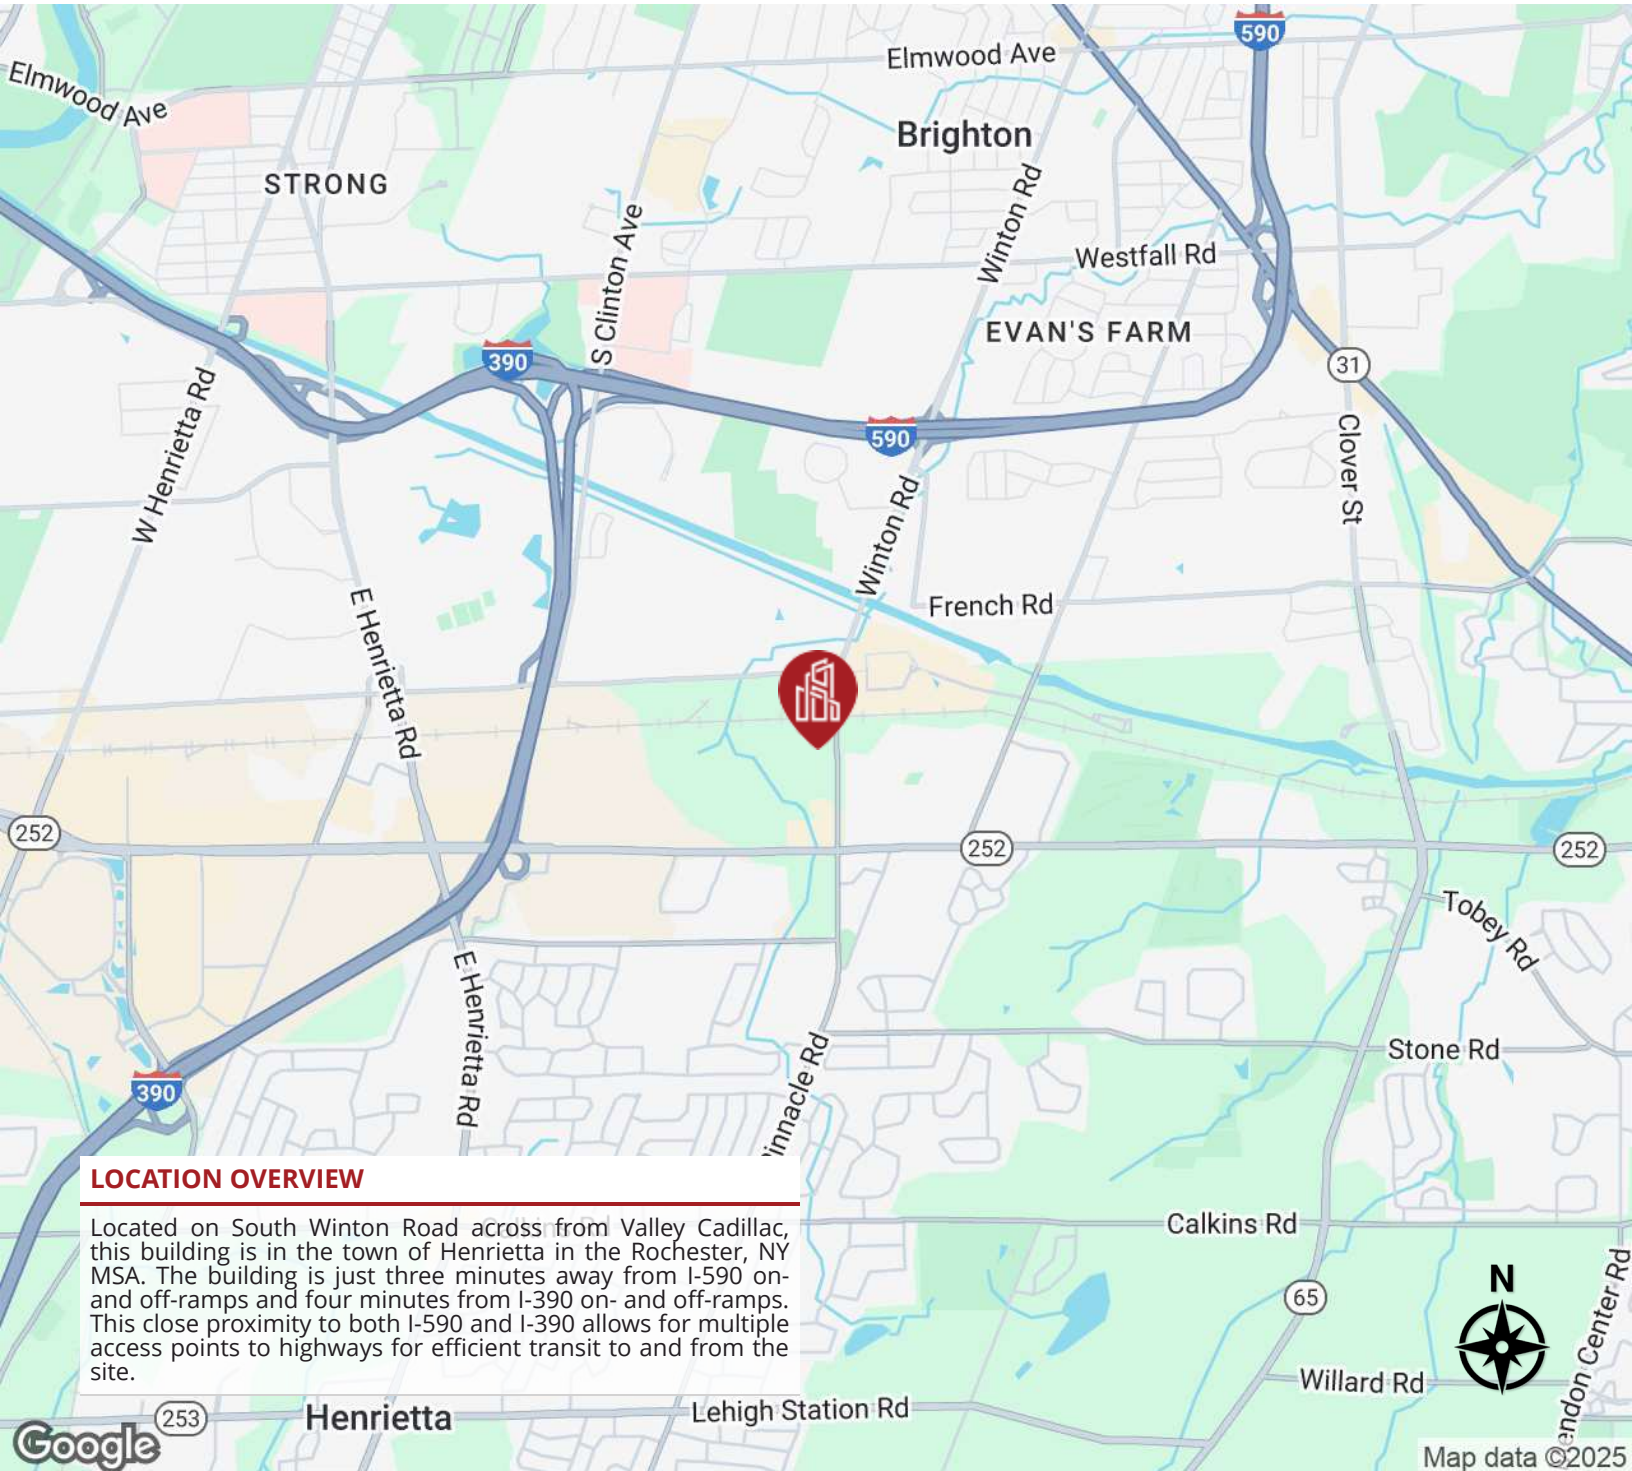 590
Elmwood Ave
Elmwood Ave
Brighton
STRONG
Winton Rd
S Clinton Ave
Westfall Rd
EVAN'S FARM
390
31
W Henrietta Rd
590
Clover St
Winton Rd
French Rd
E Henrietta Rd
252
252
252
Tobey Rd
E Henrietta Rd
Stone Rd
390
innacle Rd
LOCATION OVERVIEW
Located on South Winton Road across from Valley Cadillac,
this building is in the town of Henrietta in the Rochester, NY
MSA. The building is just three minutes away from I-590 on-
and off-ramps and four minutes from I-390 on- and off-ramps.
This close proximity to both I-590 and I-390 allows for multiple
access points to highways for efficient transit to and from the
site.
Calkins Rd
Calkins Rd
N
65
endon Center Rd
Willard Rd
253
Henrietta
Lehigh Station Rd
Google
Map data ©2025